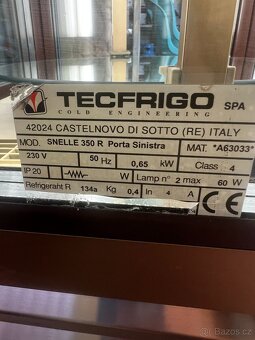 TECFRIGO SPA
COLD ENGINEERING
42024 CASTELNOVO DI SOTTO (RE) ITALY
MOD. SNELLE 350 R Porta Sinistra MAT. *A63033*
230 V 50 Hz 0,65 kW Class 4
IP 20 W Lamp n° 2 max 60 W
Refrigerant R 134a Kg 0,4 In 4 A
CE
Bazoš.cz